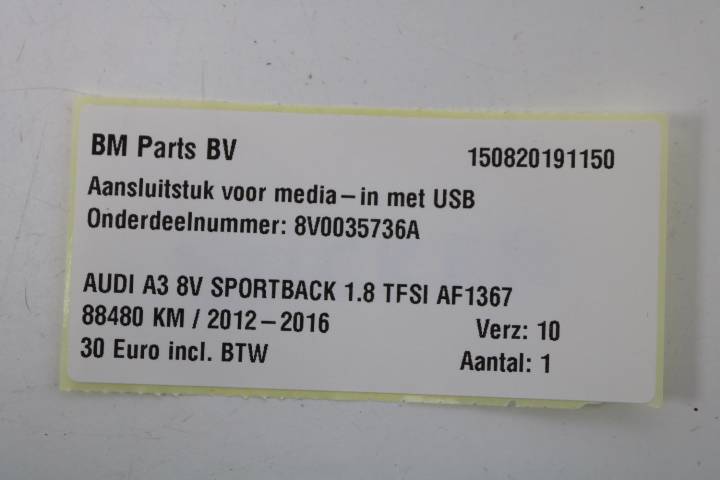 BM Parts BV 150820191150
Aansluitstuk voor media-in met USB
Onderdeelnummer: 8V0035736A
AUDI A3 8V SPORTBACK 1.8 TFSI AF1367
88480 KM / 2012-2016 Verz: 10
30 Euro incl. BTW Aantal: 1